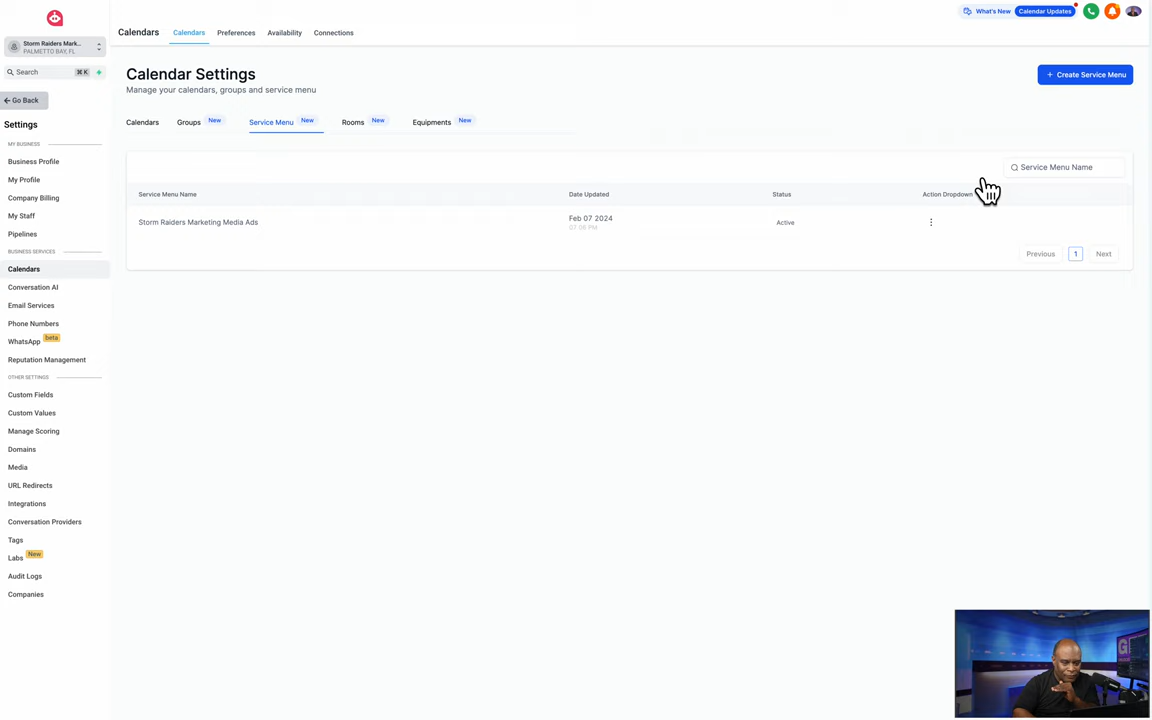 What's New
Calendar Updates
Storm Raiders Mark...
PALMETTO BAY, FL
Calendars
Calendars
Preferences
Availability
Connections
Search
⌘K
Go Back
Calendar Settings
Manage your calendars, groups and service menu
+ Create Service Menu
Settings
Calendars
Groups New
Service Menu New
Rooms New
Equipments New
MY BUSINESS
Business Profile
My Profile
Company Billing
My Staff
Pipelines
BUSINESS SERVICES
Calendars
Conversation AI
Email Services
Phone Numbers
WhatsApp beta
Reputation Management
OTHER SETTINGS
Custom Fields
Custom Values
Manage Scoring
Domains
Media
URL Redirects
Integrations
Conversation Providers
Tags
Labs New
Audit Logs
Companies
Service Menu Name
Service Menu Name
Date Updated
Status
Action Dropdown
Storm Raiders Marketing Media Ads
Feb 07 2024
07:06 PM
Active
Previous
1
Next